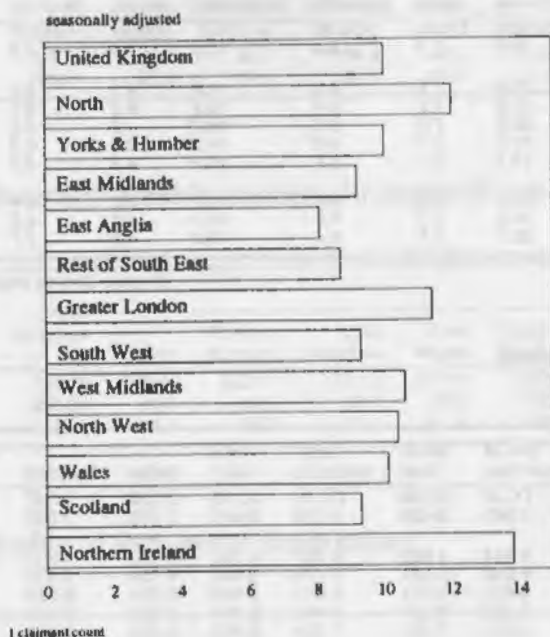 seasonally adjusted
United Kingdom
North
Yorks & Humber
East Midlands
East Anglia
Rest of South East
Greater London
South West
West Midlands
North West
Wales
Scotland
Northern Ireland
0 2 4 6 8 10 12 14
1 claimant count